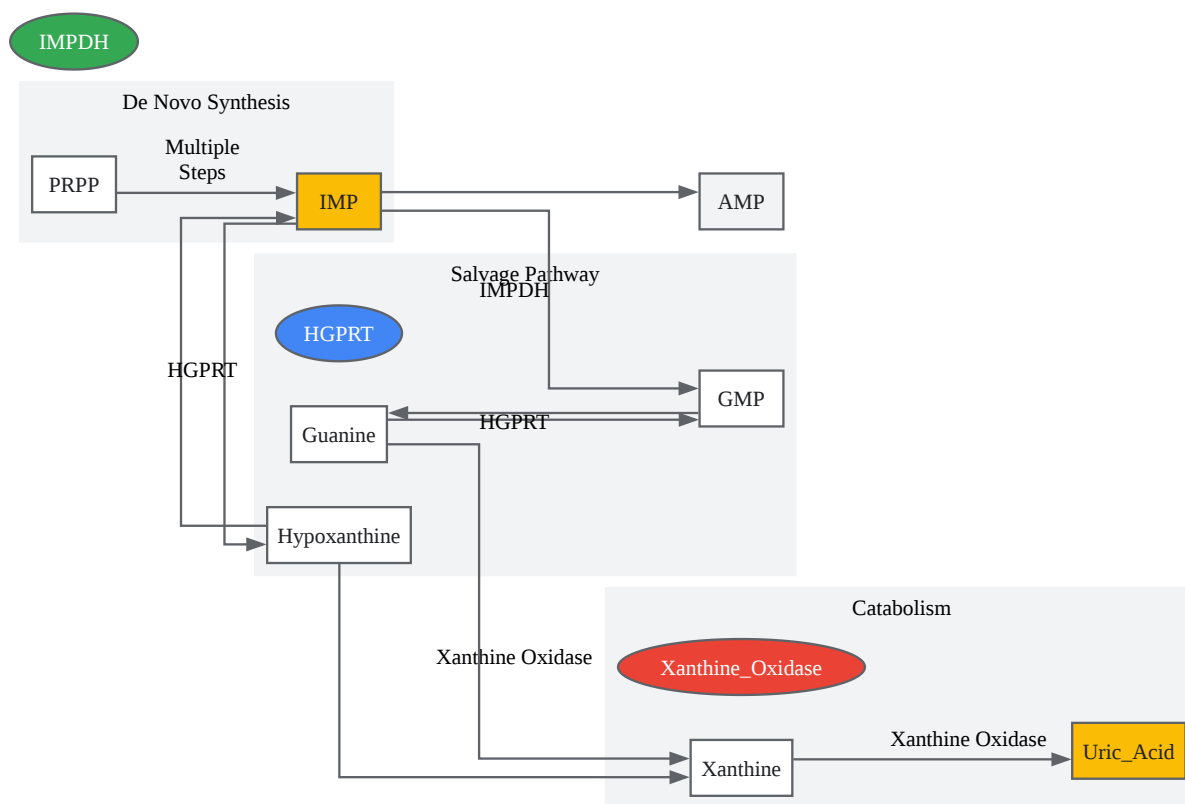 IMPDH
De Novo Synthesis
Multiple
Steps
PRPP
IMP
AMP
Salvage Pathway
IMPDH
HGPRT
HGPRT
GMP
HGPRT
Guanine
Hypoxanthine
Catabolism
Xanthine Oxidase
Xanthine_Oxidase
Xanthine Oxidase
Uric_Acid
Xanthine